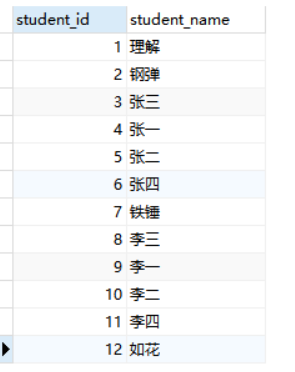 student_id student_name
1 理解
2 钢弹
3 张三
4 张一
5 张二
6 张四
7 铁锤
8 李三
9 李一
10 李二
11 李四
12 如花